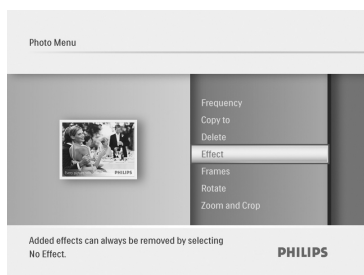 Photo Menu
Frequency
Copy to
Delete
Effect
Frames
Rotate
Zoom and Crop
PHILIPS
Added effects can always be removed by selecting
No Effect.
PHILIPS